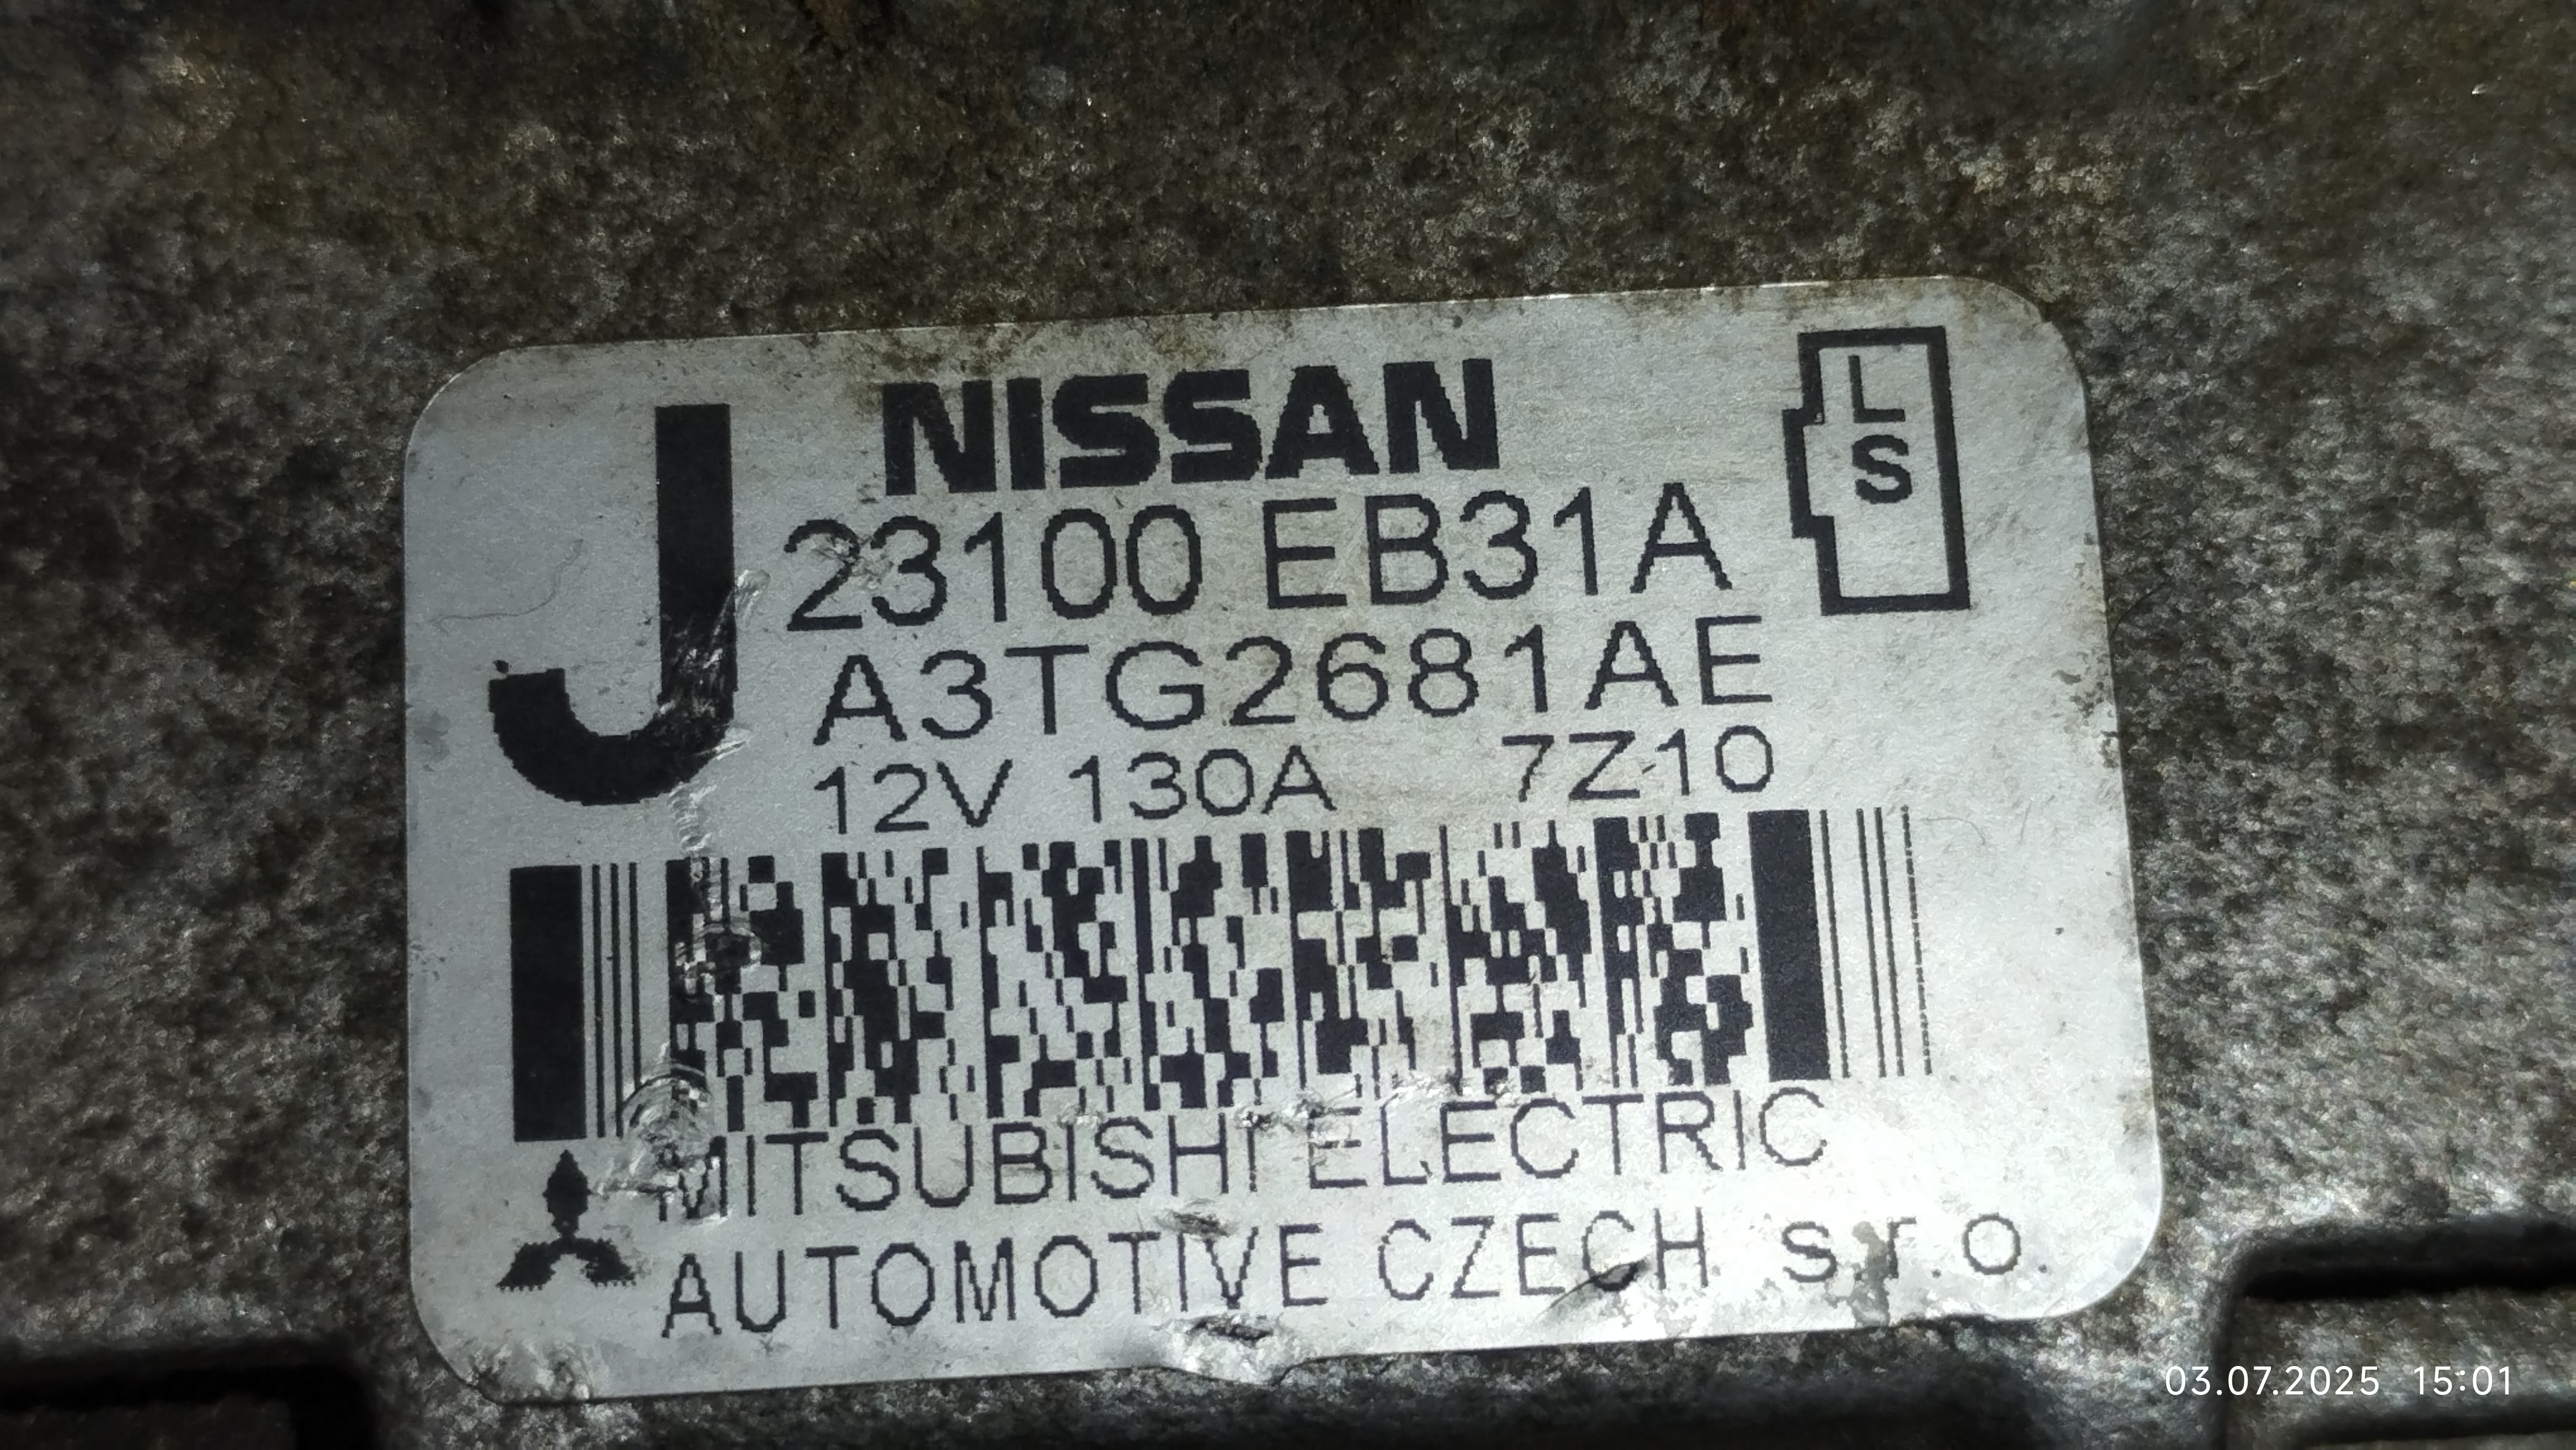 NISSAN
L
S
J
23100 EB31A
A3TG2681AE
12V 130A 7Z10
MITSUBISHI ELECTRIC
AUTOMOTIVE CZECH s.r.o.
03.07.2025 15:01